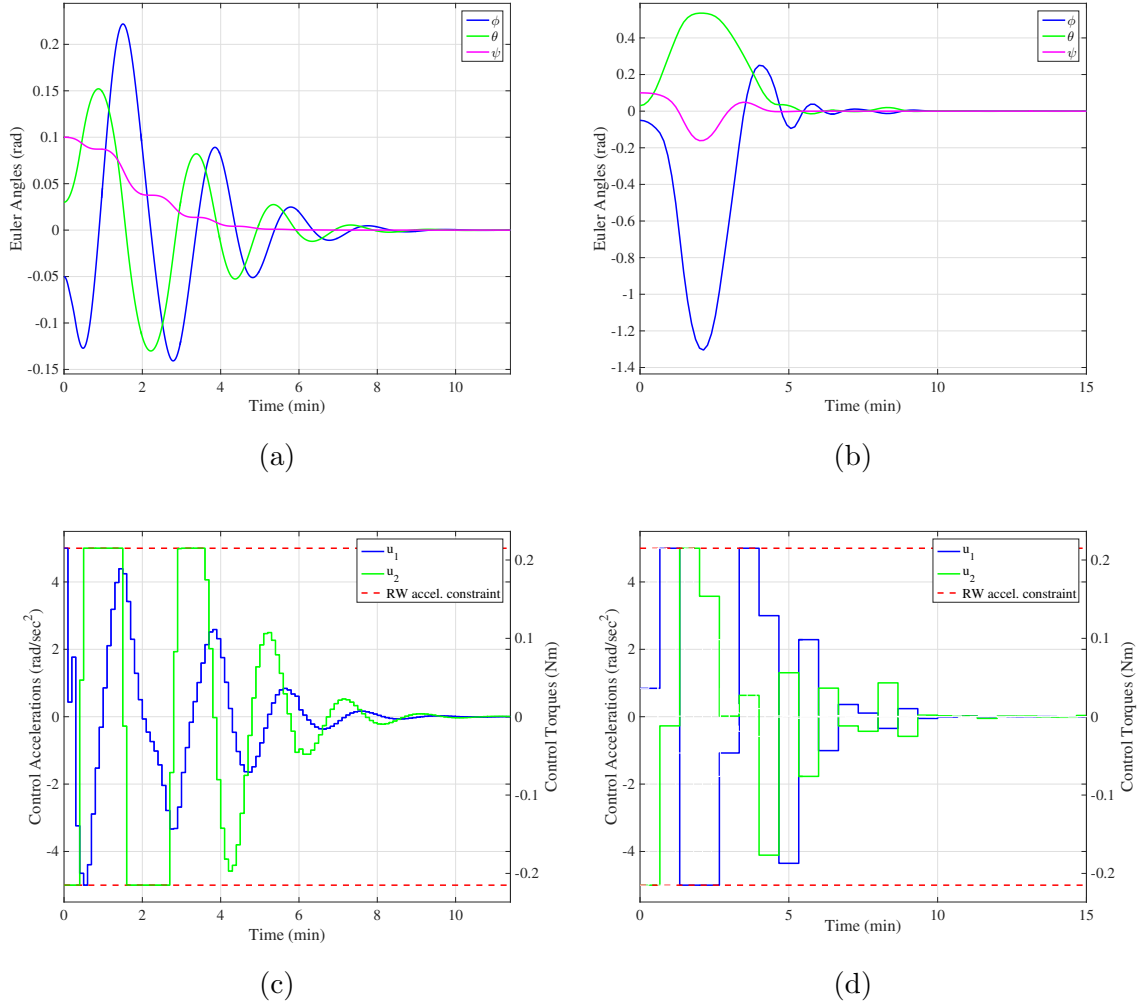 0.2
0.15
0.1
0.05
0
-0.05
-0.1
-0.15
Euler Angles (rad)
0 2 4 6 8 10
Time (min)
ϕ
θ
ψ
(a)
0.4
0.2
0
-0.2
-0.4
-0.6
-0.8
-1
-1.2
-1.4
Euler Angles (rad)
0 5 10 15
Time (min)
ϕ
θ
ψ
(b)
4
2
0
-2
-4
Control Accelerations (rad/sec²)
0.2
0.1
0
-0.1
-0.2
Control Torques (Nm)
0 2 4 6 8 10
Time (min)
u₁
u₂
RW accel. constraint
(c)
4
2
0
-2
-4
Control Accelerations (rad/sec²)
0.2
0.1
0
-0.1
-0.2
Control Torques (Nm)
0 5 10 15
Time (min)
u₁
u₂
RW accel. constraint
(d)